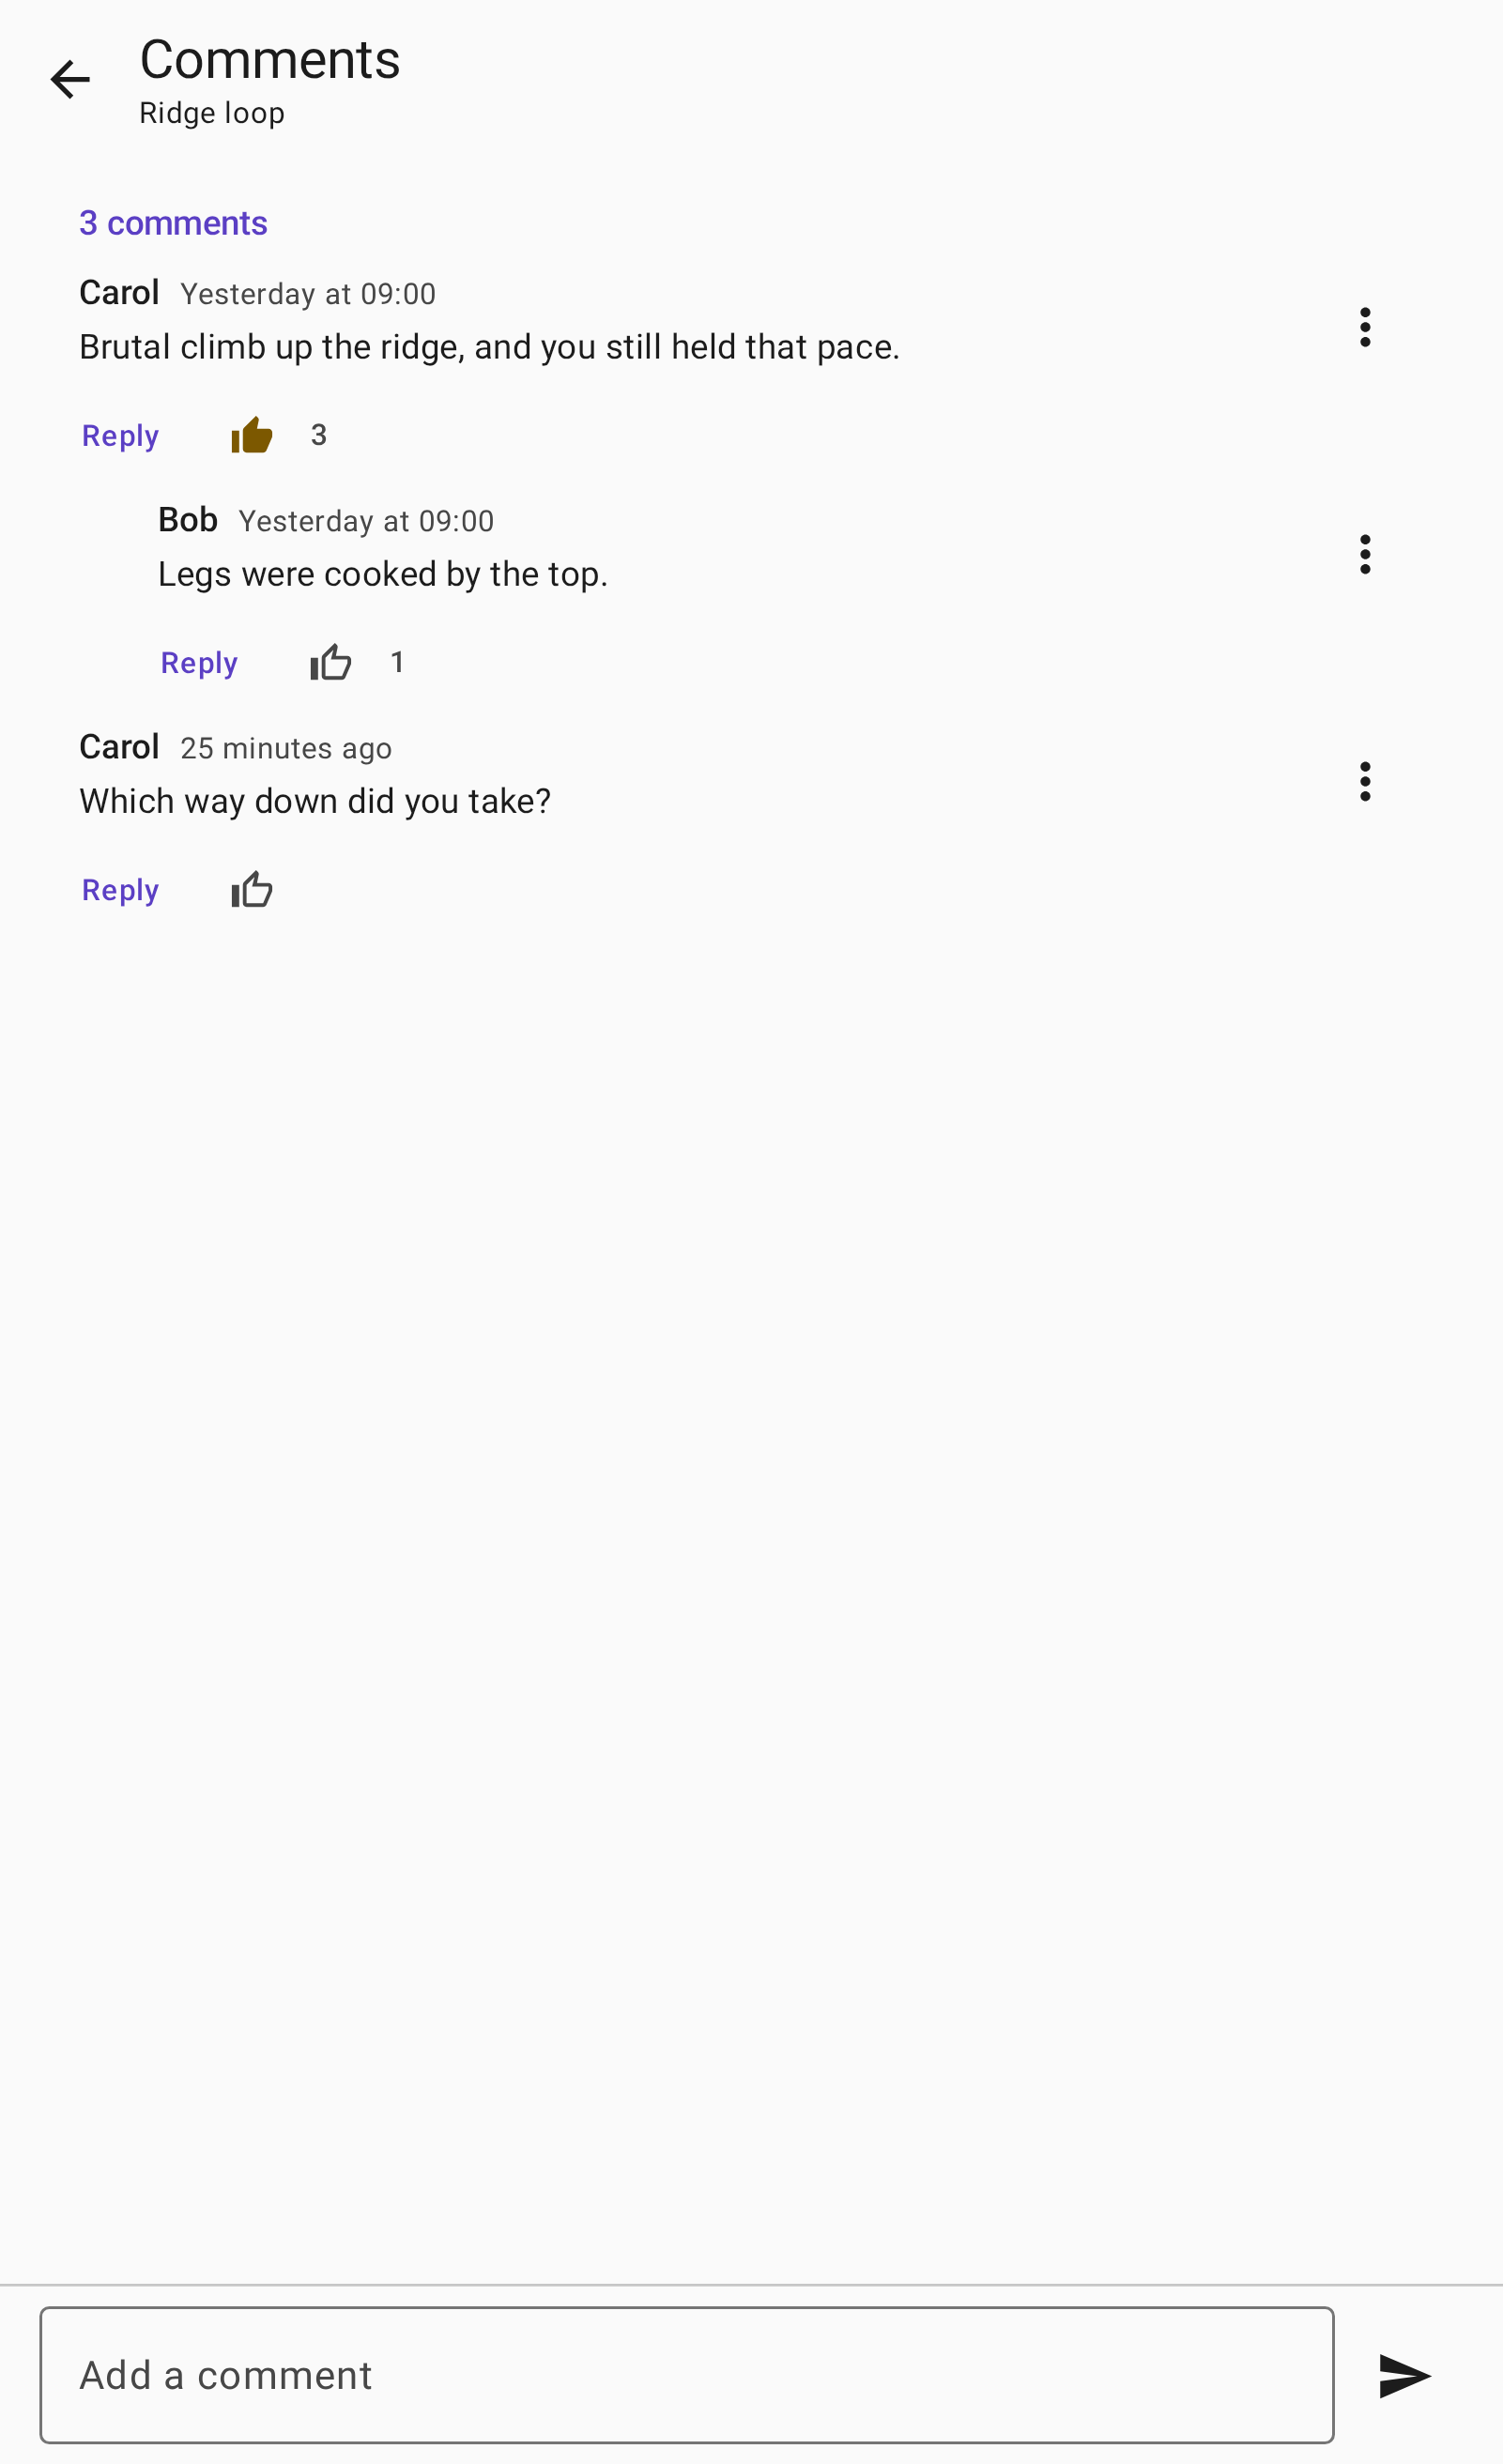 Comments
Ridge loop
3 comments
Carol Yesterday at 09:00
Brutal climb up the ridge, and you still held that pace.
Reply 3
Bob Yesterday at 09:00
Legs were cooked by the top.
Reply 1
Carol 25 minutes ago
Which way down did you take?
Reply
Add a comment